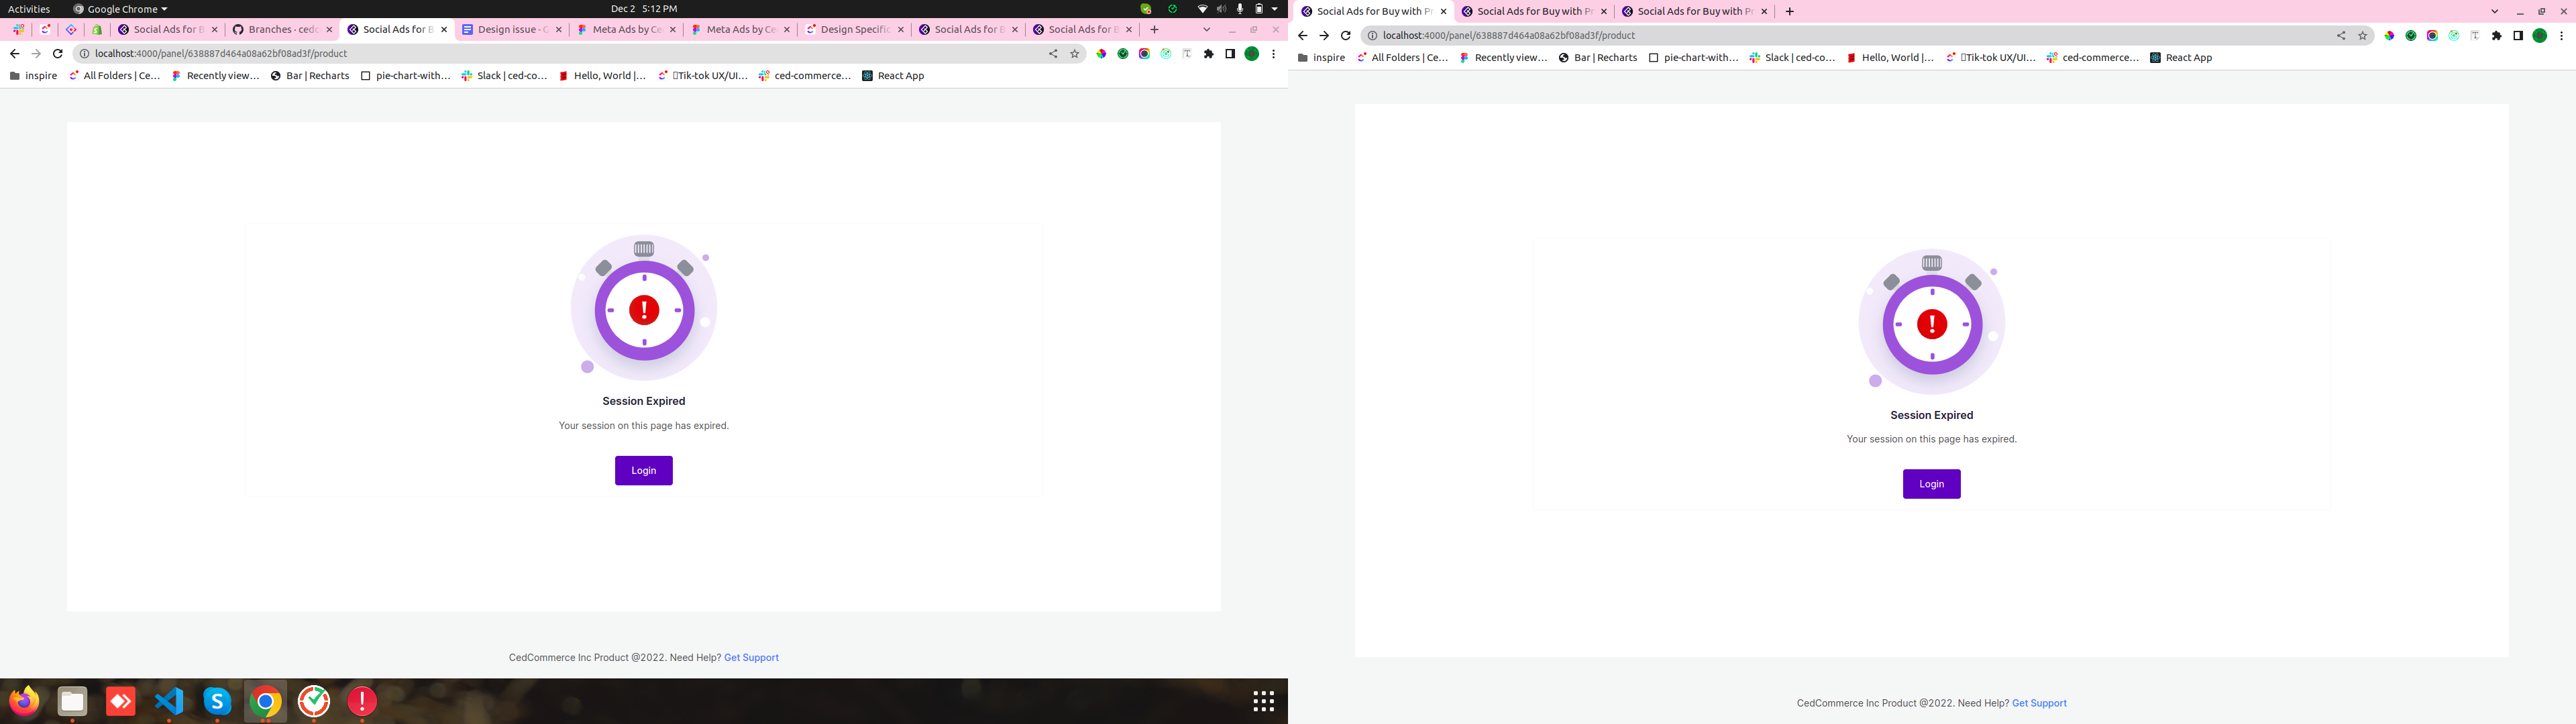 Activities
Google Chrome
Dec 2 5:12 PM
Social Ads for B
Branches · cedc
Social Ads for B
Design issue - G
Meta Ads by Ce
Meta Ads by Ce
Design Specific
Social Ads for B
Social Ads for B
localhost:4000/panel/638887d464a08a62bf08ad3f/product
inspire
All Folders | Ce...
Recently view...
Bar | Recharts
pie-chart-with...
Slack | ced-co...
Hello, World |...
Tik-tok UX/UI...
ced-commerce...
React App
Session Expired
Your session on this page has expired.
Login
CedCommerce Inc Product @2022. Need Help? Get Support
Social Ads for Buy with Pr
Social Ads for Buy with Pr
Social Ads for Buy with Pr
localhost:4000/panel/638887d464a08a62bf08ad3f/product
inspire
All Folders | Ce...
Recently view...
Bar | Recharts
pie-chart-with...
Slack | ced-co...
Hello, World |...
Tik-tok UX/UI...
ced-commerce...
React App
Session Expired
Your session on this page has expired.
Login
CedCommerce Inc Product @2022. Need Help? Get Support